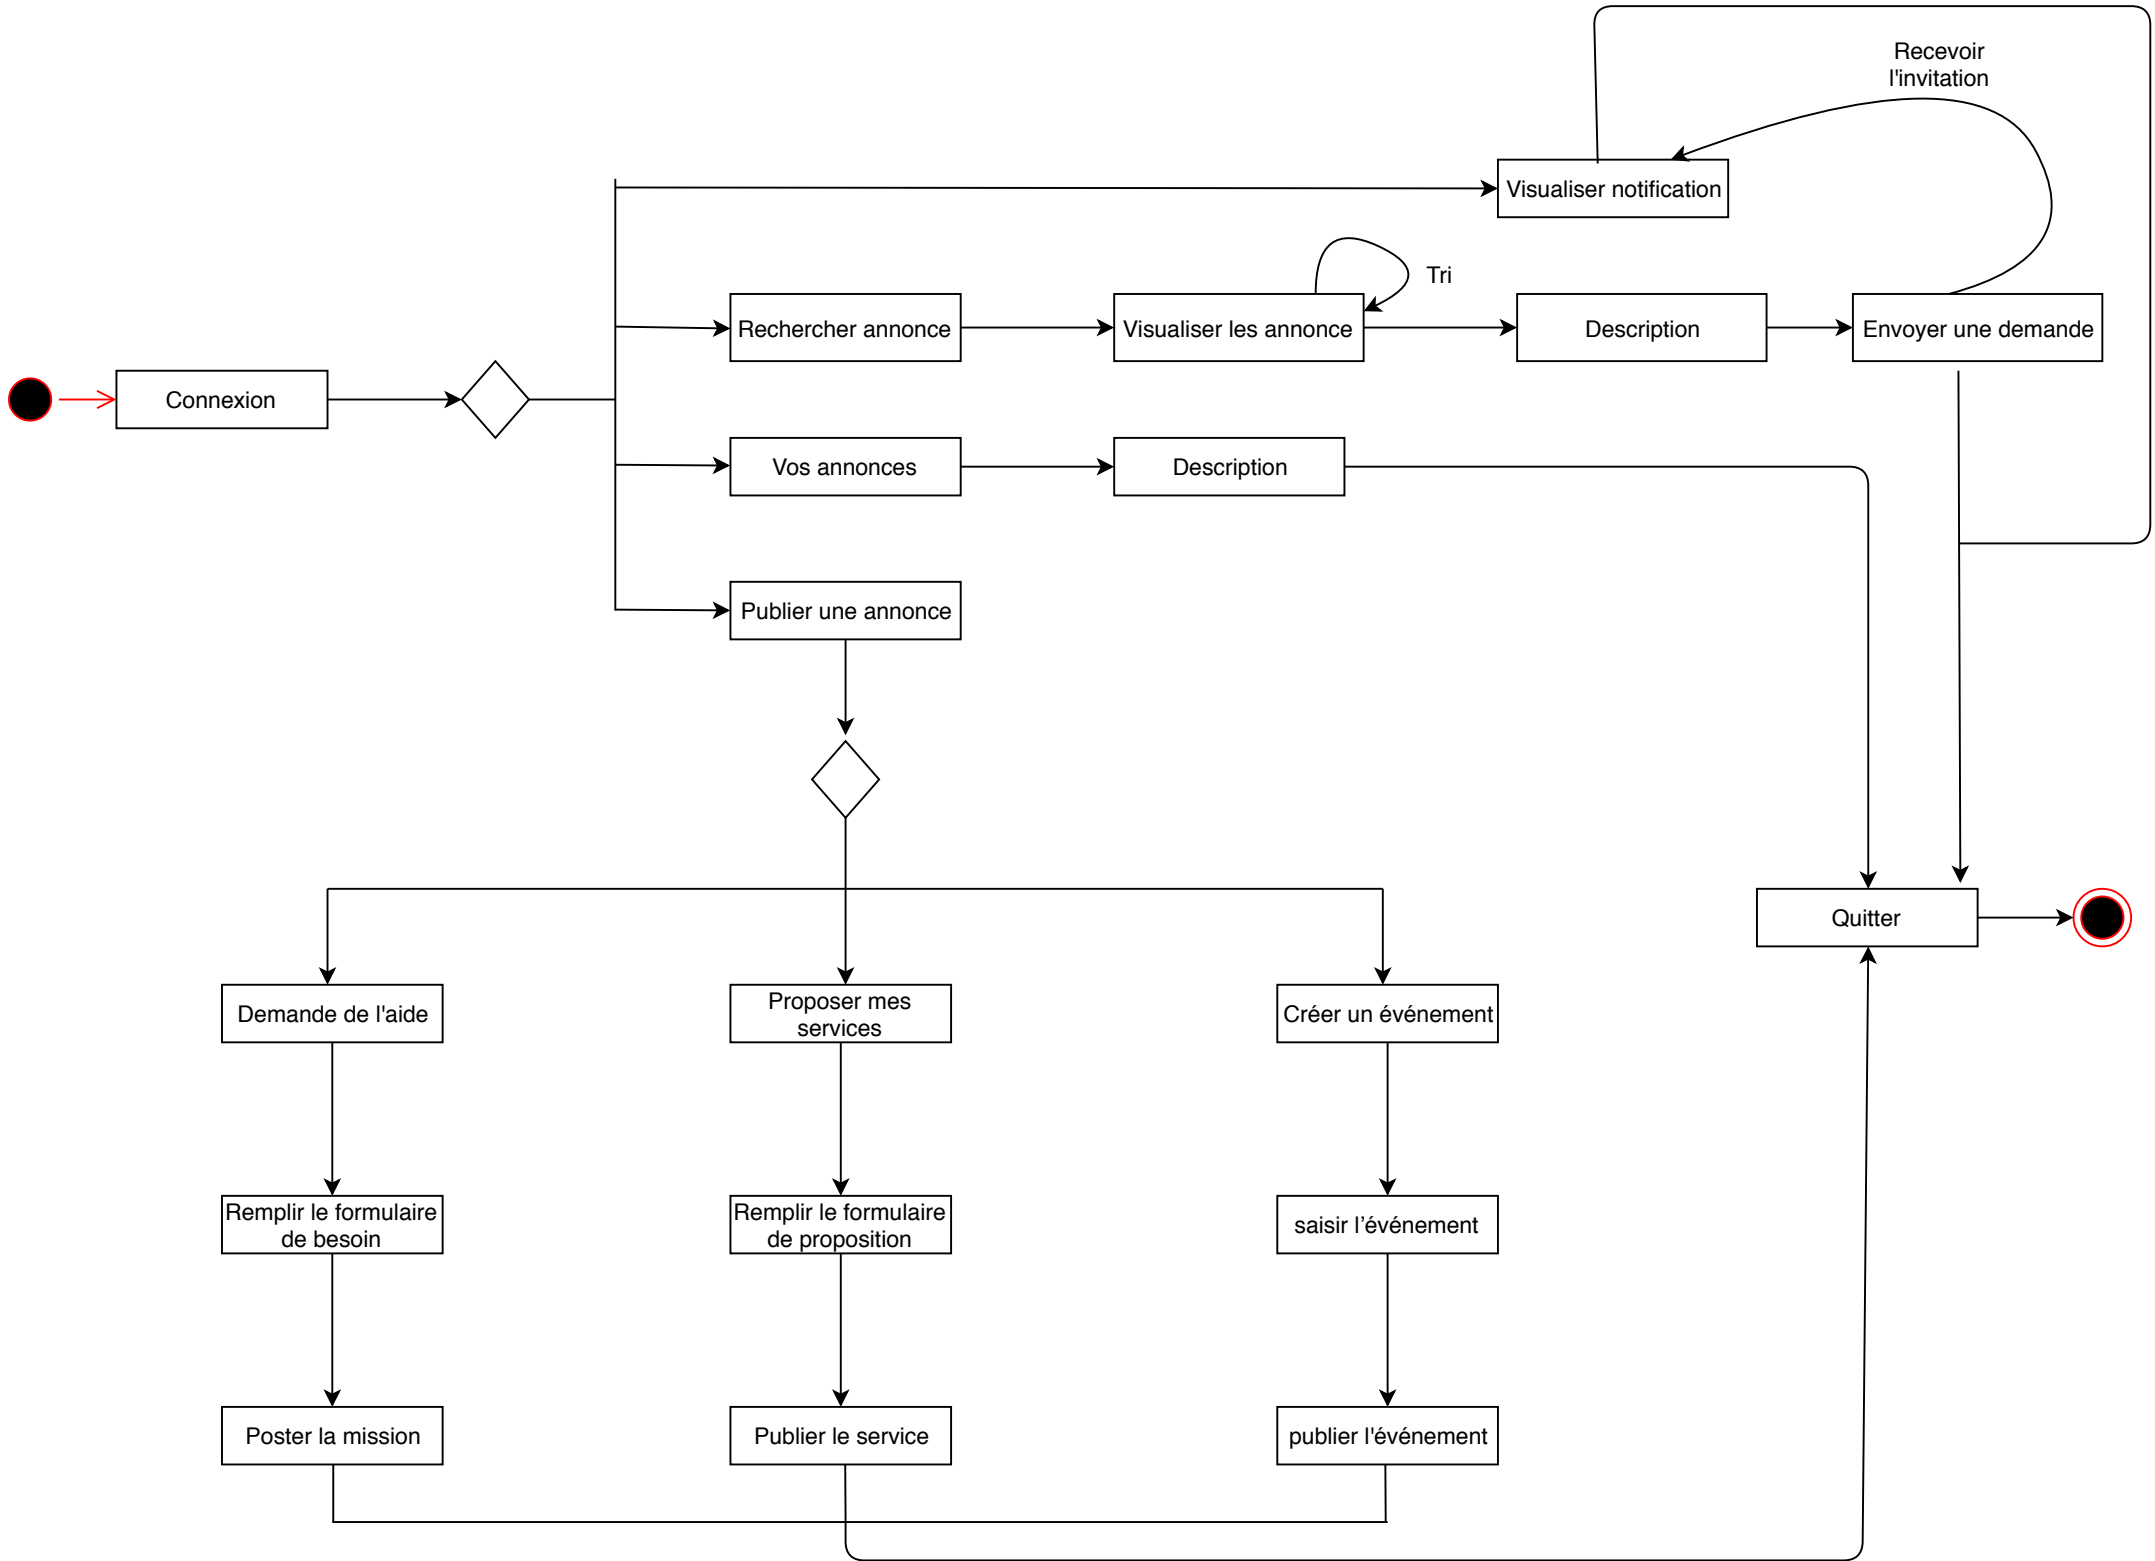 Recevoir
l'invitation
Visualiser notification
Tri
Rechercher annonce
Visualiser les annonce
Description
Envoyer une demande
Connexion
Vos annonces
Description
Publier une annonce
Quitter
Demande de l'aide
Proposer mes
services
Créer un événement
Remplir le formulaire
de besoin
Remplir le formulaire
de proposition
saisir l’événement
Poster la mission
Publier le service
publier l'événement